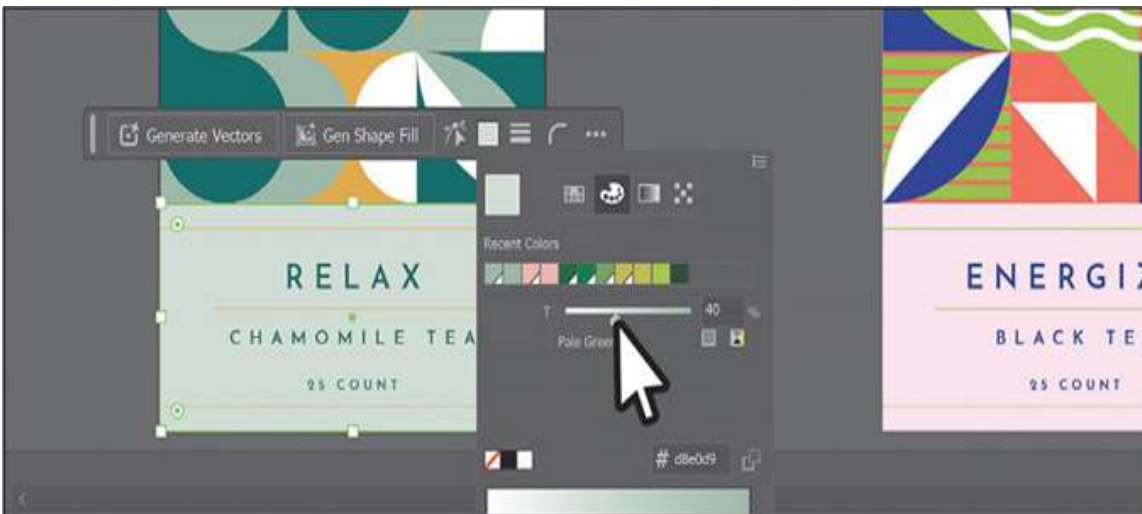 Generate Vectors
Gen Shape Fill
Recent Colors
T
40
%
Pale Gree
# d8e0d9
RELAX
CHAMOMILE TEA
25 COUNT
ENERGIZ
BLACK TE
25 COUNT